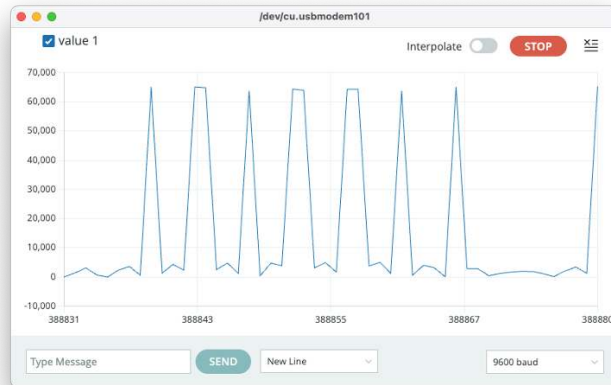 /dev/cu.usbmodem101
value 1
Interpolate
STOP
70,000
60,000
50,000
40,000
30,000
20,000
10,000
0
-10,000
388831 388843 388855 388867 388880
Type Message
SEND
New Line
9600 baud